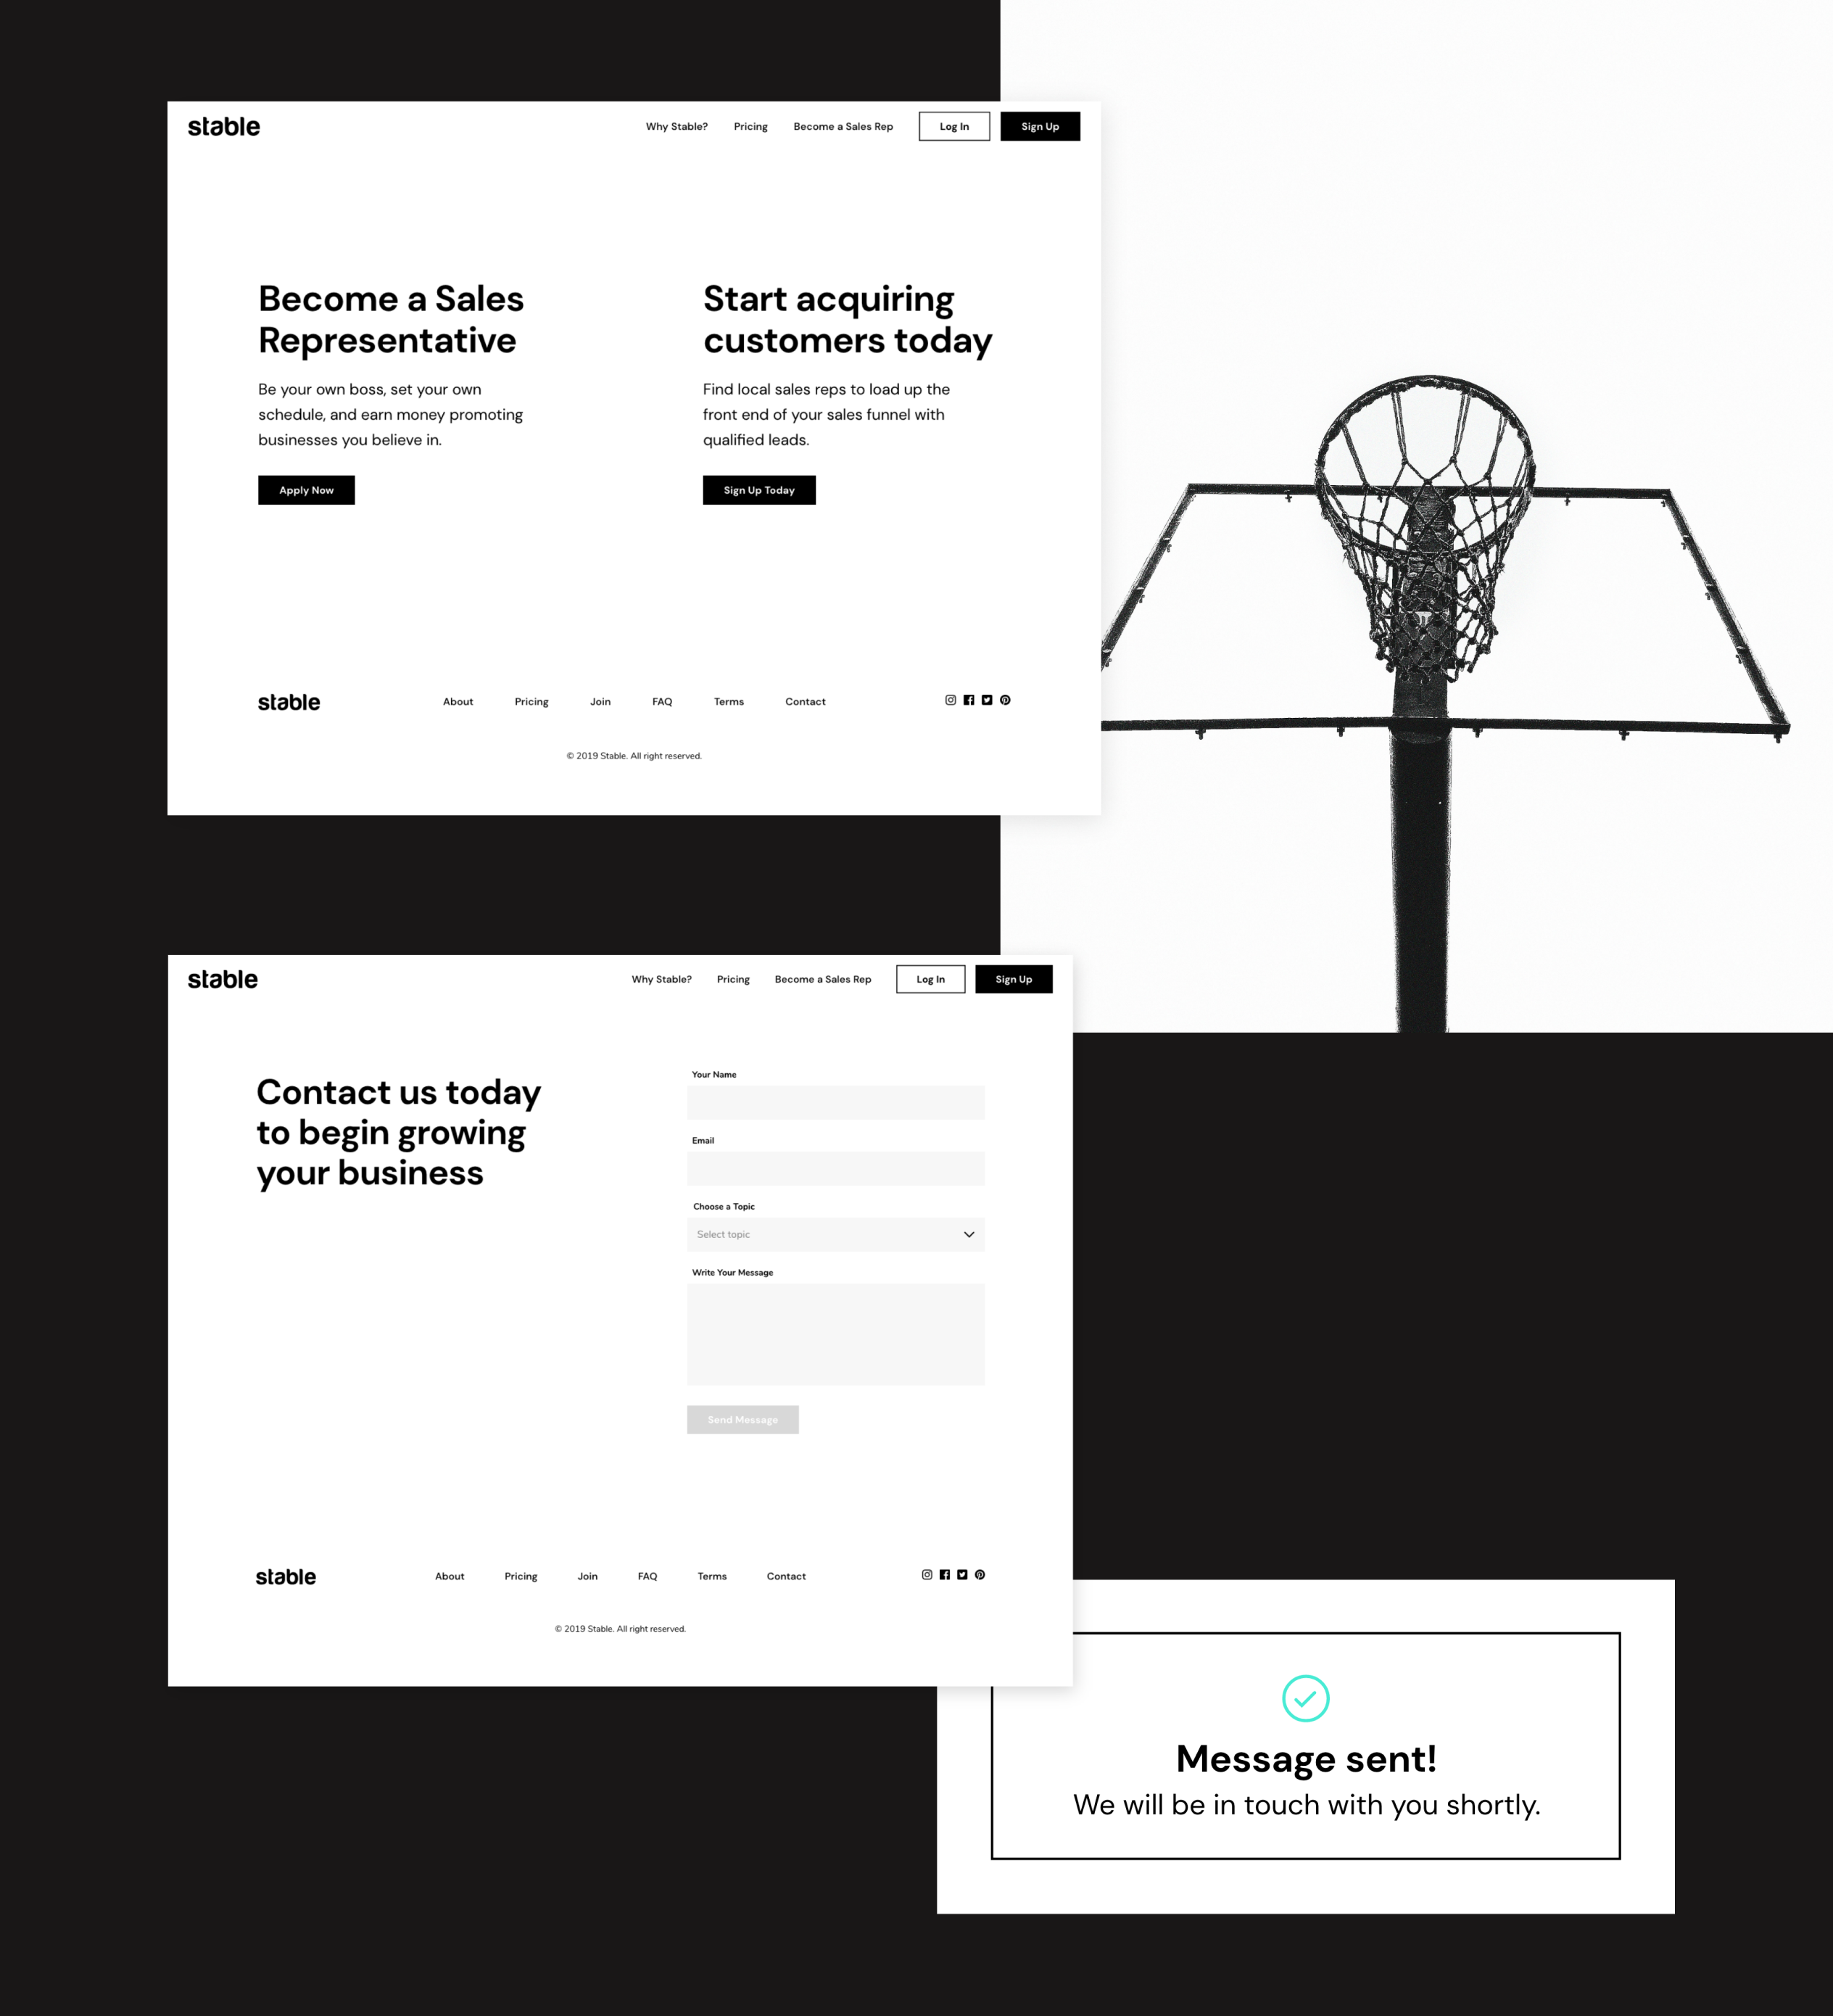 stable
Why Stable? Pricing Become a Sales Rep Log In Sign Up
Become a Sales
Representative
Be your own boss, set your own
schedule, and earn money promoting
businesses you believe in.
Apply Now
Start acquiring
customers today
Find local sales reps to load up the
front end of your sales funnel with
qualified leads.
Sign Up Today
stable
About Pricing Join FAQ Terms Contact
© 2019 Stable. All right reserved.
stable
Why Stable? Pricing Become a Sales Rep Log In Sign Up
Contact us today
to begin growing
your business
Your Name
Email
Choose a Topic
Select topic
Write Your Message
Send Message
stable
About Pricing Join FAQ Terms Contact
© 2019 Stable. All right reserved.
Message sent!
We will be in touch with you shortly.